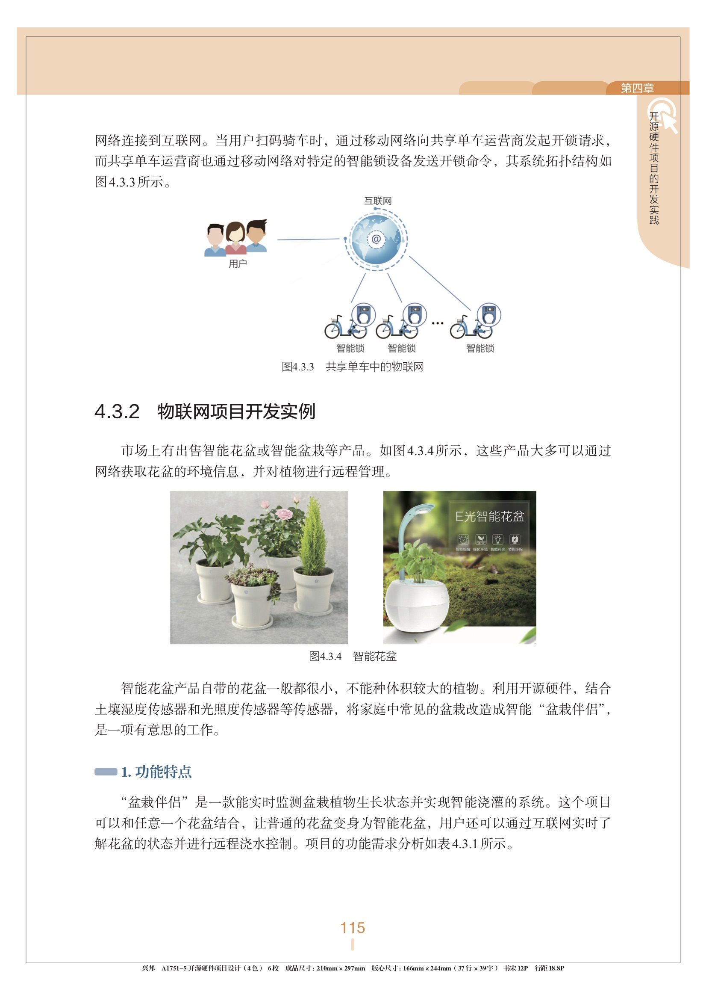 第四章
开源硬件项目的开发实践
网络连接到互联网。当用户扫码骑车时，通过移动网络向共享单车运营商发起开锁请求，
而共享单车运营商也通过移动网络对特定的智能锁设备发送开锁命令，其系统拓扑结构如
图4.3.3所示。
互联网
@
用户
智能锁 智能锁 … 智能锁
图4.3.3 共享单车中的物联网
4.3.2 物联网项目开发实例
市场上有出售智能花盆或智能盆栽等产品。如图4.3.4所示，这些产品大多可以通过
网络获取花盆的环境信息，并对植物进行远程管理。
E光智能花盆
智能提醒 绿化环境 智能补光 节能环保
图4.3.4 智能花盆
智能花盆产品自带的花盆一般都很小，不能种体积较大的植物。利用开源硬件，结合
土壤湿度传感器和光照度传感器等传感器，将家庭中常见的盆栽改造成智能“盆栽伴侣”，
是一项有意思的工作。
1. 功能特点
“盆栽伴侣”是一款能实时监测盆栽植物生长状态并实现智能浇灌的系统。这个项目
可以和任意一个花盆结合，让普通的花盆变身为智能花盆，用户还可以通过互联网实时了
解花盆的状态并进行远程浇水控制。项目的功能需求分析如表4.3.1所示。
115
兴邦 A1751-5 开源硬件项目设计（4色） 6校 成品尺寸：210mm×297mm 版心尺寸：166mm×244mm（37行×39字） 书宋12P 行距18.8P